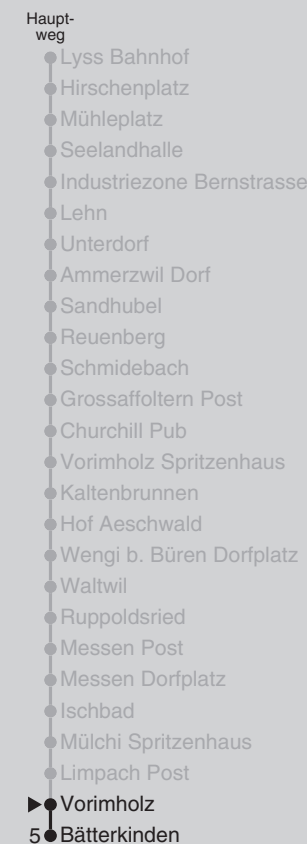 Haupt-
weg
Lyss Bahnhof
Hirschenplatz
Mühleplatz
Seelandhalle
Industriezone Bernstrasse
Lehn
Unterdorf
Ammerzwil Dorf
Sandhubel
Reuenberg
Schmidebach
Grossaffoltern Post
Churchill Pub
Vorimholz Spritzenhaus
Kaltenbrunnen
Hof Aeschwald
Wengi b. Büren Dorfplatz
Waltwil
Ruppoldsried
Messen Post
Messen Dorfplatz
Ischbad
Mülchi Spritzenhaus
Limpach Post
Vorimholz
5 Bätterkinden